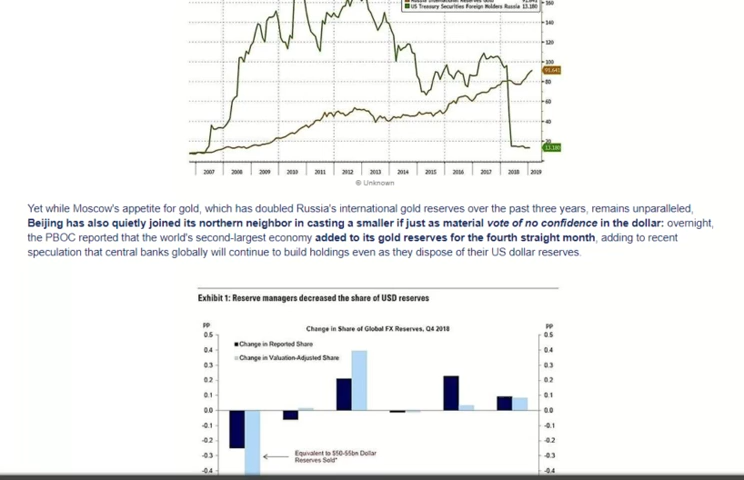 US Treasury Securities Foreign Holders Russia 13.180
160
140
120
100
80
60
40
20
13.180
2007 2008 2009 2010 2011 2012 2013 2014 2015 2016 2017 2018 2019
© Unknown
Yet while Moscow's appetite for gold, which has doubled Russia's international gold reserves over the past three years, remains unparalleled,
Beijing has also quietly joined its northern neighbor in casting a smaller if just as material vote of no confidence in the dollar: overnight,
the PBOC reported that the world's second-largest economy added to its gold reserves for the fourth straight month, adding to recent
speculation that central banks globally will continue to build holdings even as they dispose of their US dollar reserves.
Exhibit 1: Reserve managers decreased the share of USD reserves
PP Change in Share of Global FX Reserves, Q4 2018 PP
0.5 0.5
■Change in Reported Share
0.4 0.4
Change in Valuation-Adjusted Share
0.3 0.3
0.2 0.2
0.1 0.1
0.0 0.0
-0.1 -0.1
-0.2 -0.2
-0.3 Equivalent to $50-55bn Dollar -0.3
Reserves Sold*
-0.4 -0.4